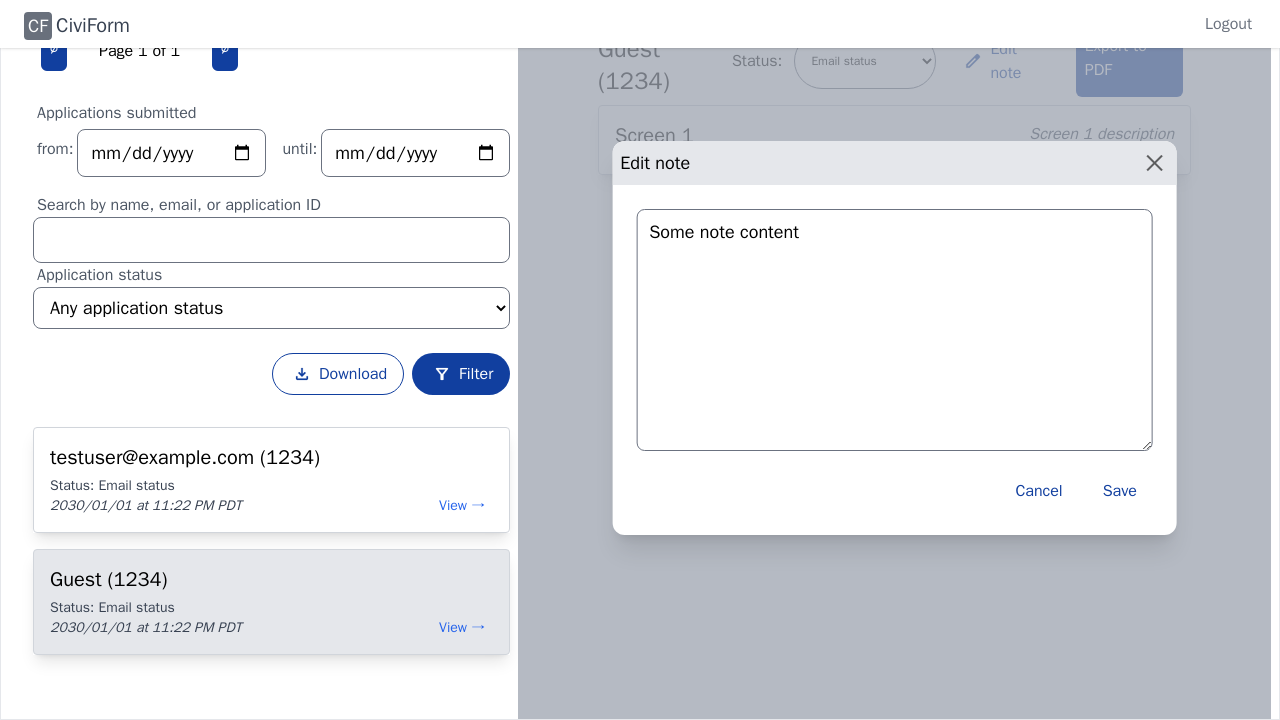 CF CiviForm
Logout
Page 1 of 1
Applications submitted
from: mm/dd/yyyy until: mm/dd/yyyy
Search by name, email, or application ID
Application status
Any application status
Download Filter
testuser@example.com (1234)
Status: Email status
2030/01/01 at 11:22 PM PDT View →
Guest (1234)
Status: Email status
2030/01/01 at 11:22 PM PDT View →
Guest
(1234)
Status: Email status
Edit
note
Export to
PDF
Screen 1 Screen 1 description
Edit note
Some note content
Cancel Save